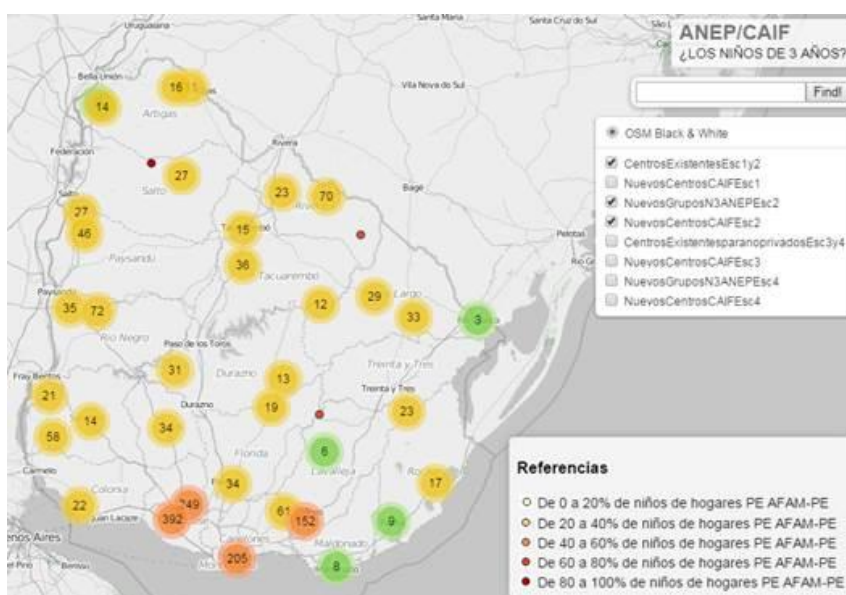 Uruguaiana
Santa Maria
Santa Cruz do Sul
ANEP/CAIF
¿LOS NIÑOS DE 3 AÑOS?
Find!
Bella Unión
16
14
Artigas
Vila Nova do Sul
OSM Black & White
CentrosExistentesEsc1y2
NuevosCentrosCAIFEsc1
NuevosGruposN3ANEPEsc2
NuevosCentrosCAIFEsc2
CentrosExistentesparanoprivadosEsc3y4
NuevosCentrosCAIFEsc3
NuevosGruposN3ANEPEsc4
NuevosCentrosCAIFEsc4
Federación
Rivera
27
Salto
Salto
23
70
Bagé
Pelotas
27
46
15
Paysandú
36
Tacuarembó
35
72
12
29
Largo
33
3
Río Negro
Paso de los Toros
31
Durazno
13
Treinta y Tres
Treinta y Tres
Fray Bentos
21
14
34
Durazno
19
23
58
Florida
6
Lavalleja
Carmelo
Colonia
22
34
17
Juan Lacaze
249
392
61
152
9
Maldonado
Canelones
205
8
Berisso
Referencias
De 0 a 20% de niños de hogares PE AFAM-PE
De 20 a 40% de niños de hogares PE AFAM-PE
De 40 a 60% de niños de hogares PE AFAM-PE
De 60 a 80% de niños de hogares PE AFAM-PE
De 80 a 100% de niños de hogares PE AFAM-PE